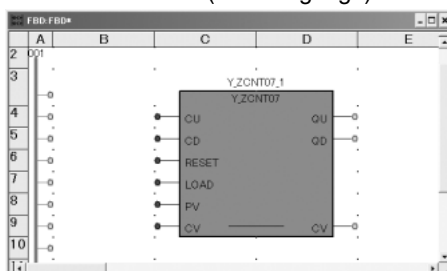 FBD:FBD*
A B C D E
2 001
3
Y_ZCNT07_1
Y_ZCNT07
4 CU QU
5 CD QD
6 RESET
7 LOAD
8 PV
9 CV CV
10